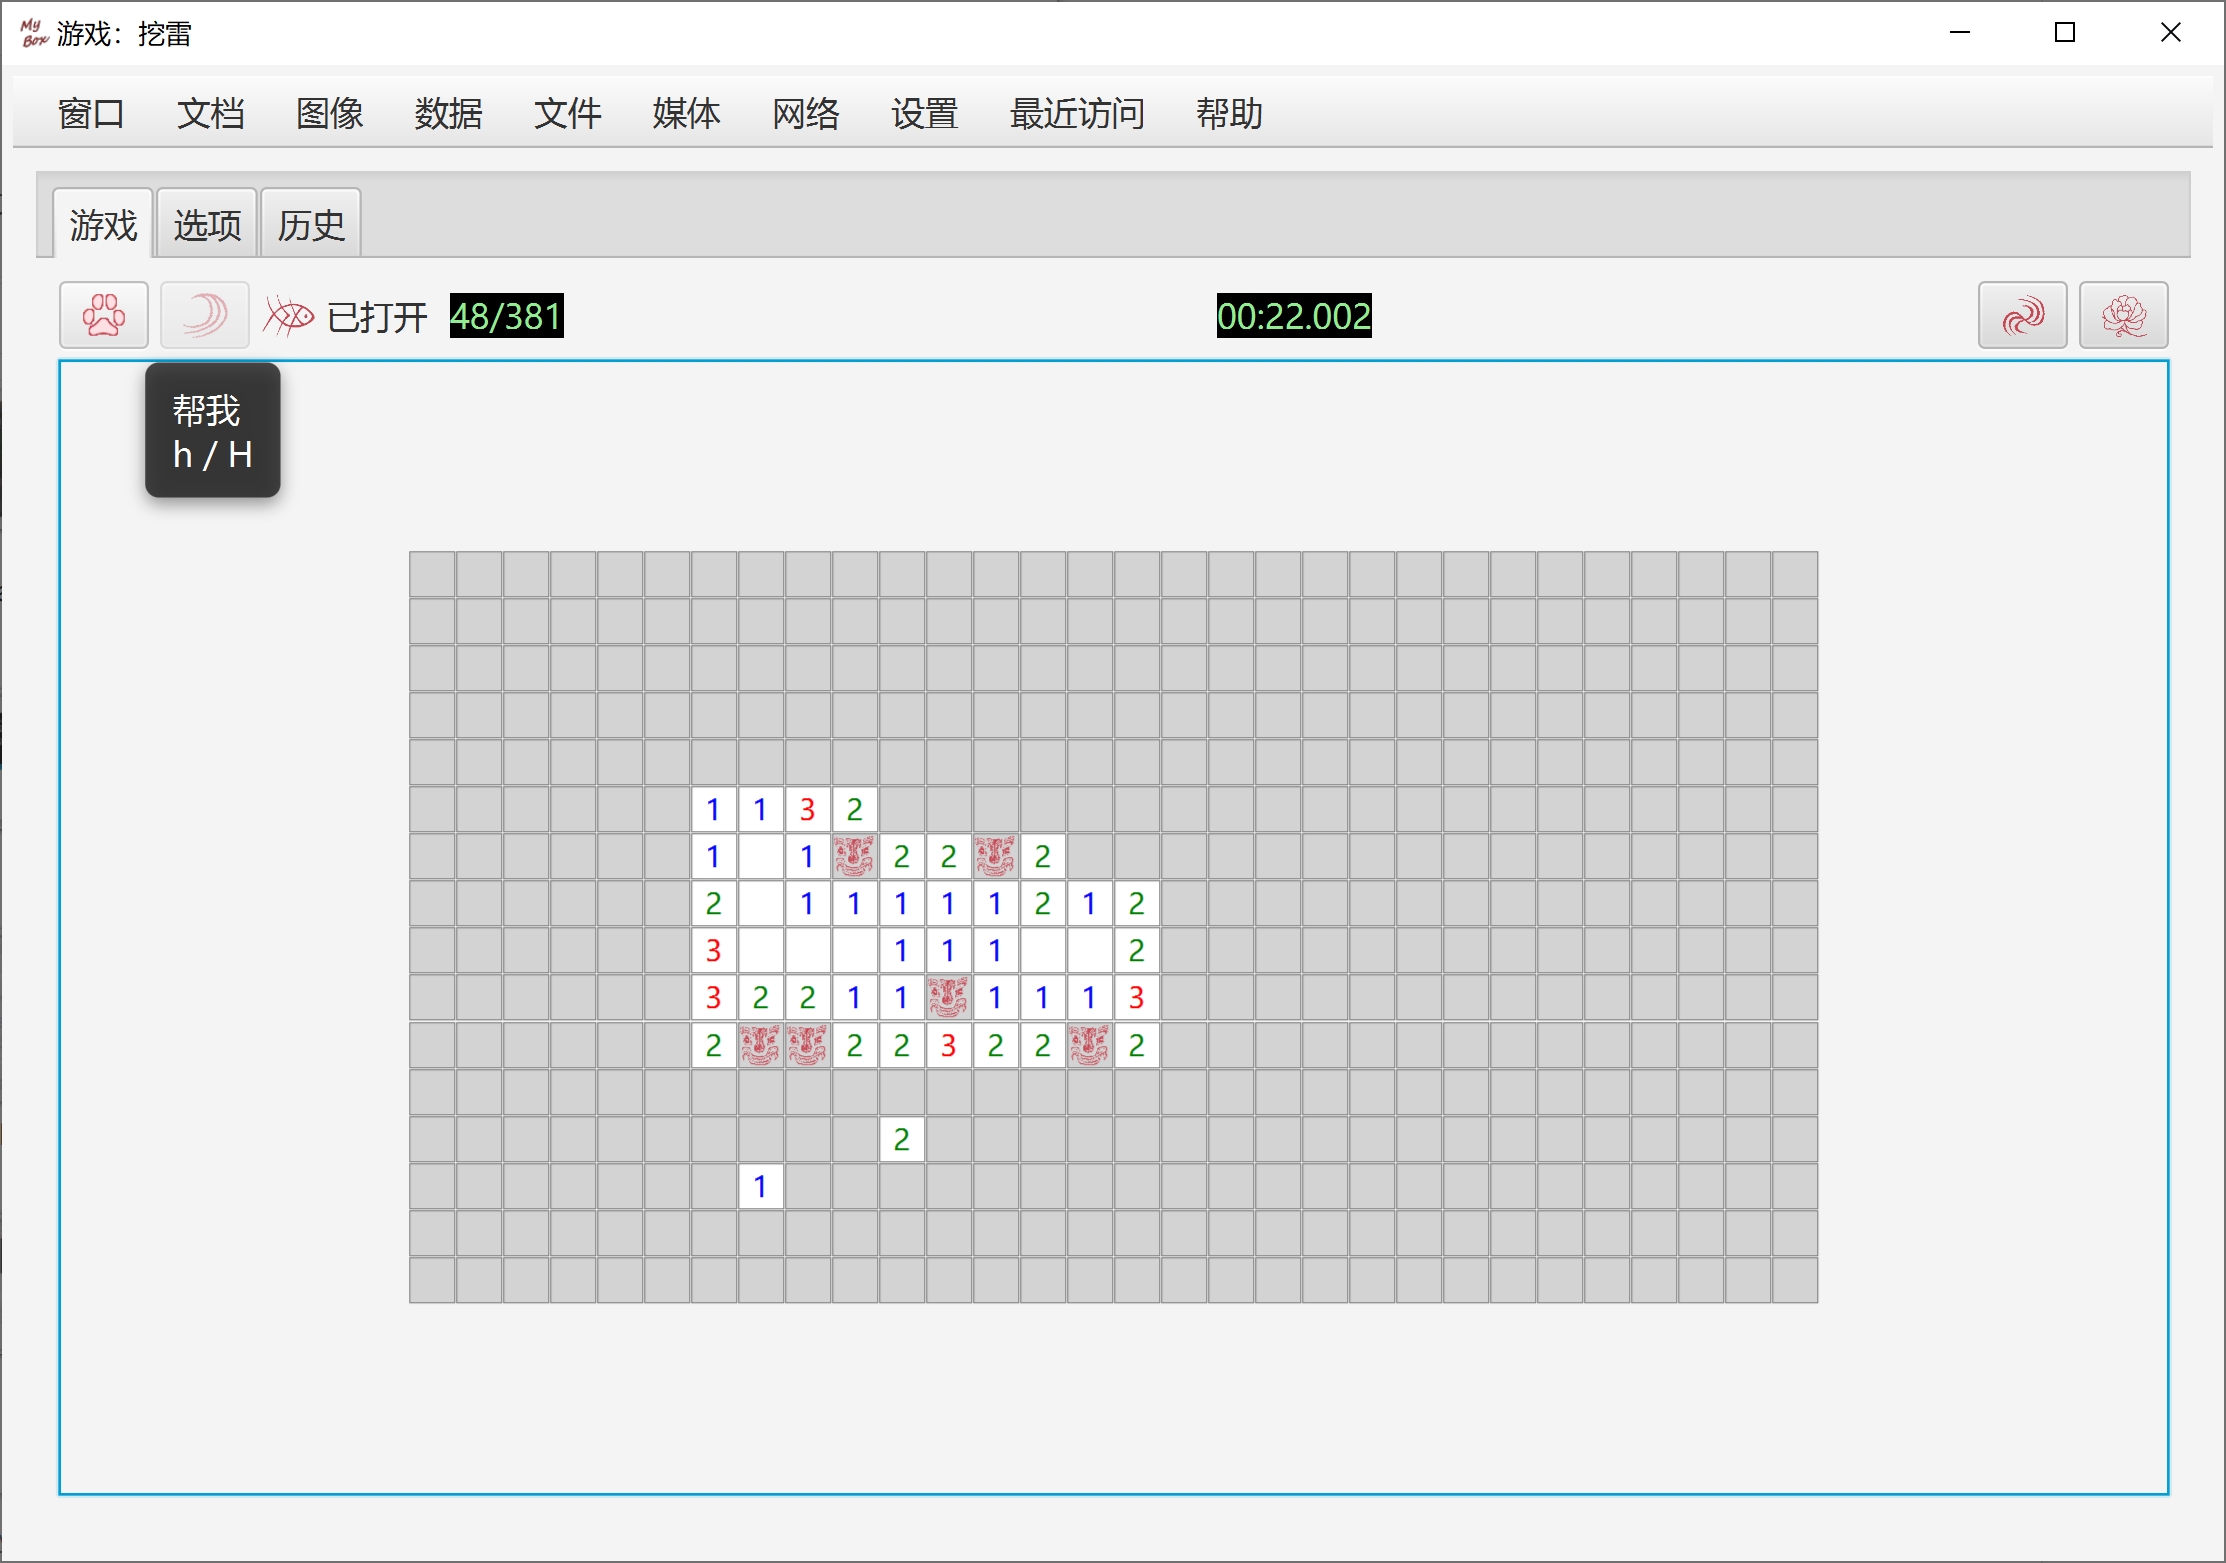 My Box 游戏：挖雷
窗口 文档 图像 数据 文件 媒体 网络 设置 最近访问 帮助
游戏 选项 历史
已打开 48/381 00:22.002
帮我
h / H
1 1 3 2
1 1 2 2 2
2 1 1 1 1 1 2 1 2
3 1 1 1 2
3 2 2 1 1 1 1 1 3
2 2 2 3 2 2 2
2
1